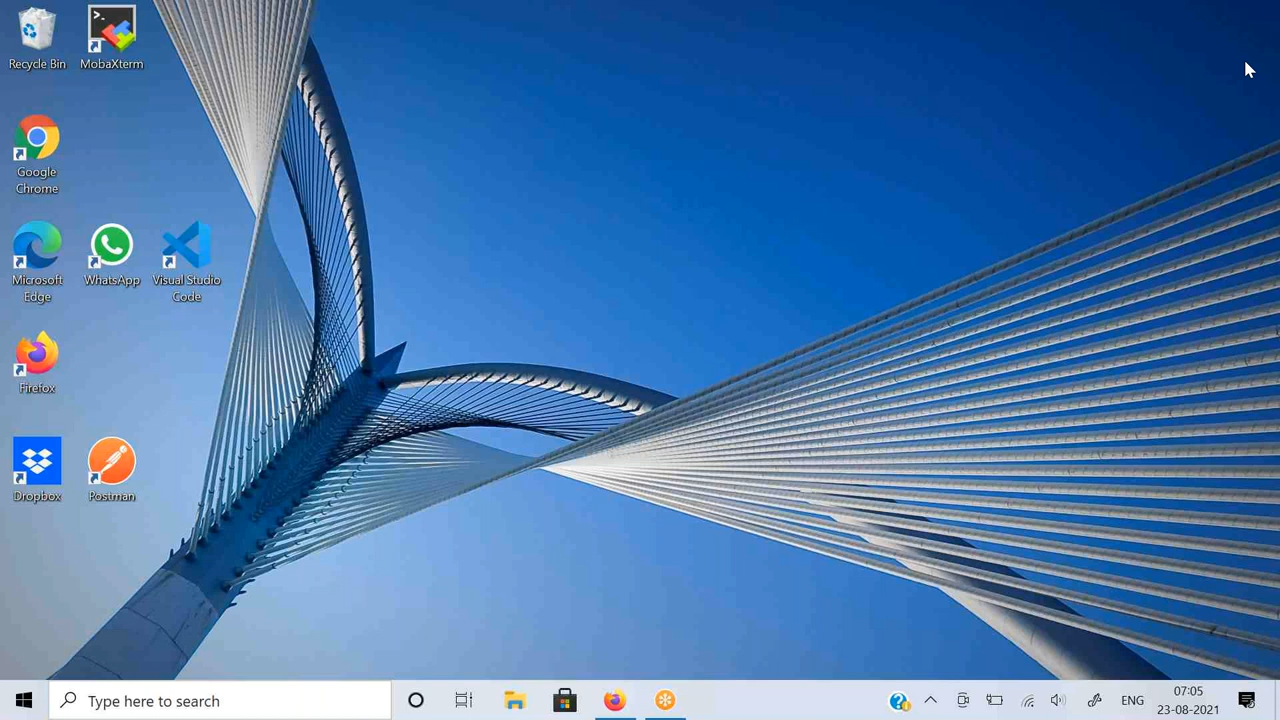 Recycle Bin
MobaXterm
Google
Chrome
Microsoft
Edge
WhatsApp
Visual Studio
Code
Firefox
Dropbox
Postman
Type here to search
ENG
07:05
23-08-2021